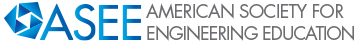 ASEE
AMERICAN SOCIETY FOR
ENGINEERING EDUCATION